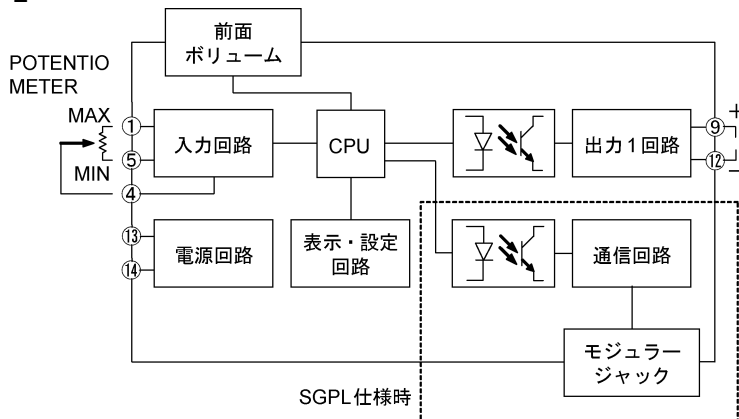 前面
ボリューム
POTENTIO
METER
MAX
①
入力回路
CPU
出力1回路
⑨
+
⑤
MIN
⑫
−
④
⑬
電源回路
⑭
表示・設定
回路
通信回路
モジュラー
ジャック
SGPL仕様時